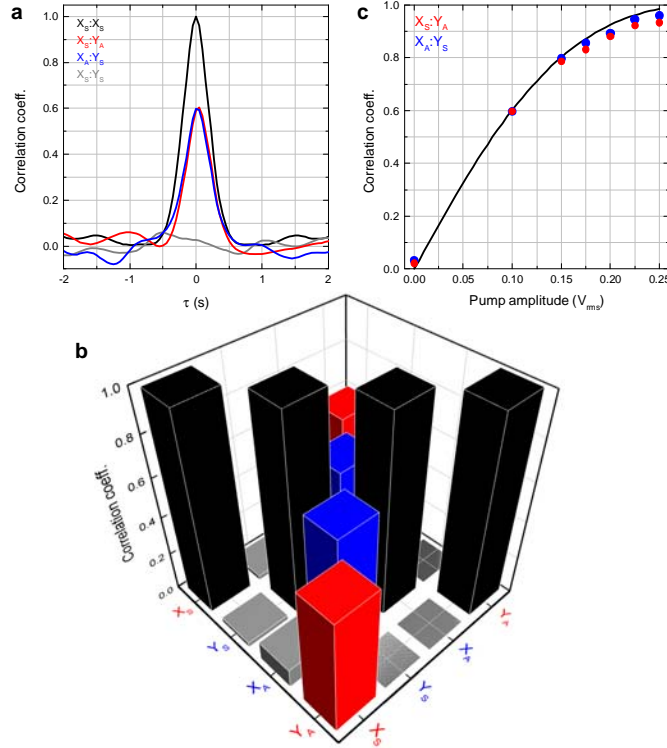 a
X_S:X_S
X_S:Y_A
X_A:Y_S
X_S:Y_S
Correlation coeff.
1.0
0.8
0.6
0.4
0.2
0.0
-2
-1
0
1
2
τ (s)
c
X_S:Y_A
X_A:Y_S
Correlation coeff.
1.0
0.8
0.6
0.4
0.2
0.0
0.00
0.05
0.10
0.15
0.20
0.25
Pump amplitude (V_rms)
b
Correlation coeff.
1.0
0.8
0.6
0.4
0.2
0.0
X_S
Y_S
X_A
Y_A
X_S
Y_S
X_A
Y_A